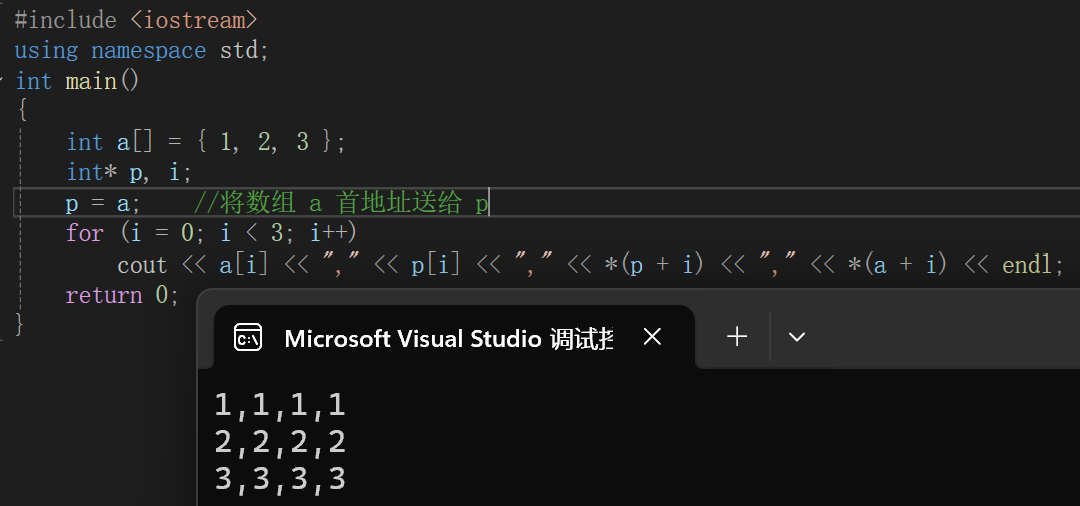 #include <iostream>
using namespace std;
int main()
{
    int a[] = { 1, 2, 3 };
    int* p, i;
    p = a;    //将数组 a 首地址送给 p
    for (i = 0; i < 3; i++)
        cout << a[i] << "," << p[i] << "," << *(p + i) << "," << *(a + i) << endl;
    return 0;
}
Microsoft Visual Studio 调试
1,1,1,1
2,2,2,2
3,3,3,3